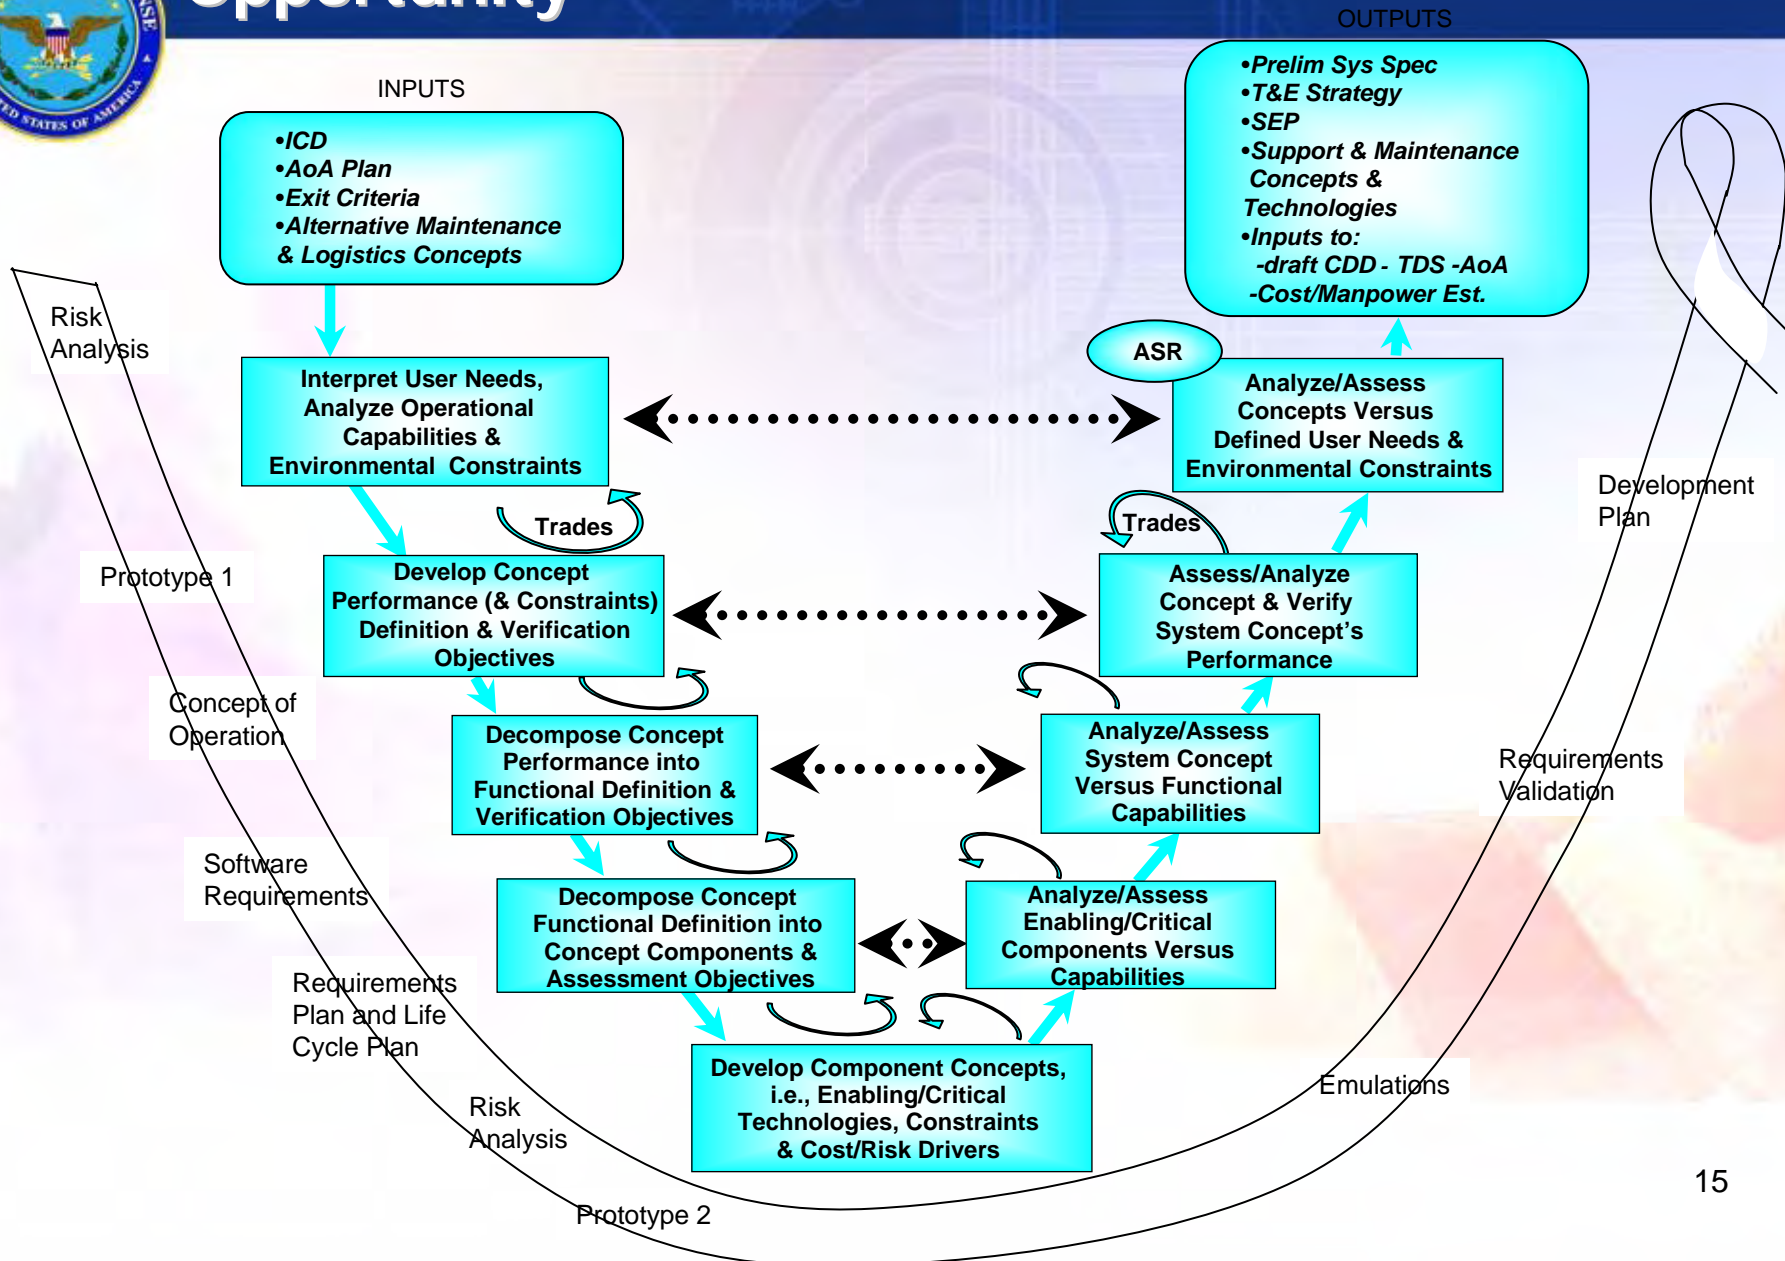 Opportunity
NSE
ED STATES OF AMERICA
INPUTS
•ICD
•AoA Plan
•Exit Criteria
•Alternative Maintenance
& Logistics Concepts
OUTPUTS
•Prelim Sys Spec
•T&E Strategy
•SEP
•Support & Maintenance
Concepts &
Technologies
•Inputs to:
-draft CDD - TDS -AoA
-Cost/Manpower Est.
Risk
Analysis
Interpret User Needs,
Analyze Operational
Capabilities &
Environmental Constraints
ASR
Analyze/Assess
Concepts Versus
Defined User Needs &
Environmental Constraints
Trades
Trades
Development
Plan
Prototype 1
Develop Concept
Performance (& Constraints)
Definition & Verification
Objectives
Assess/Analyze
Concept & Verify
System Concept's
Performance
Concept of
Operation
Decompose Concept
Performance into
Functional Definition &
Verification Objectives
Analyze/Assess
System Concept
Versus Functional
Capabilities
Requirements
Validation
Software
Requirements
Decompose Concept
Functional Definition into
Concept Components &
Assessment Objectives
Analyze/Assess
Enabling/Critical
Components Versus
Capabilities
Requirements
Plan and Life
Cycle Plan
Develop Component Concepts,
i.e., Enabling/Critical
Technologies, Constraints
& Cost/Risk Drivers
Emulations
Risk
Analysis
Prototype 2
15